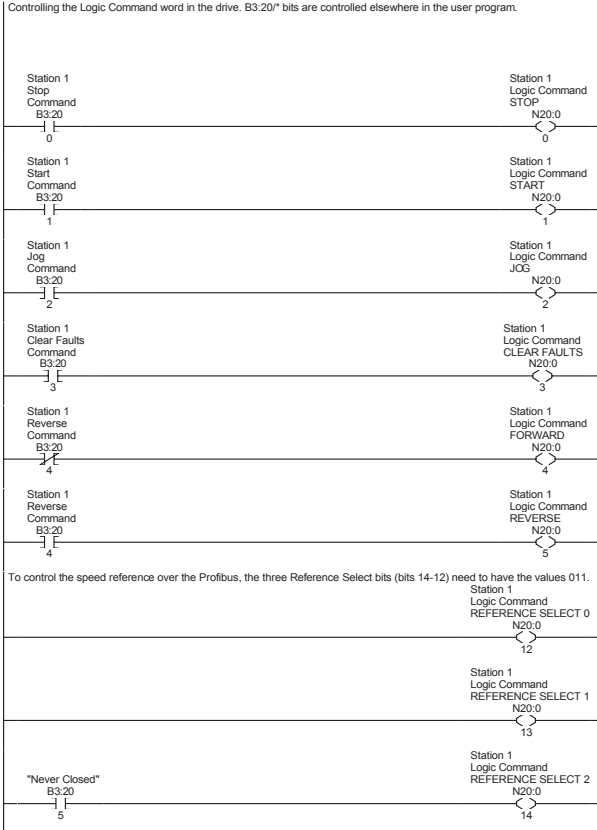 Controlling the Logic Command word in the drive. B3:20/* bits are controlled elsewhere in the user program.
Station 1
Stop
Command
B3:20
0
Station 1
Logic Command
STOP
N20:0
0
Station 1
Start
Command
B3:20
1
Station 1
Logic Command
START
N20:0
1
Station 1
Jog
Command
B3:20
2
Station 1
Logic Command
JOG
N20:0
2
Station 1
Clear Faults
Command
B3:20
3
Station 1
Logic Command
CLEAR FAULTS
N20:0
3
Station 1
Reverse
Command
B3:20
4
Station 1
Logic Command
FORWARD
N20:0
4
Station 1
Reverse
Command
B3:20
4
Station 1
Logic Command
REVERSE
N20:0
5
To control the speed reference over the Profibus, the three Reference Select bits (bits 14-12) need to have the values 011.
Station 1
Logic Command
REFERENCE SELECT 0
N20:0
12
Station 1
Logic Command
REFERENCE SELECT 1
N20:0
13
"Never Closed"
B3:20
5
Station 1
Logic Command
REFERENCE SELECT 2
N20:0
14